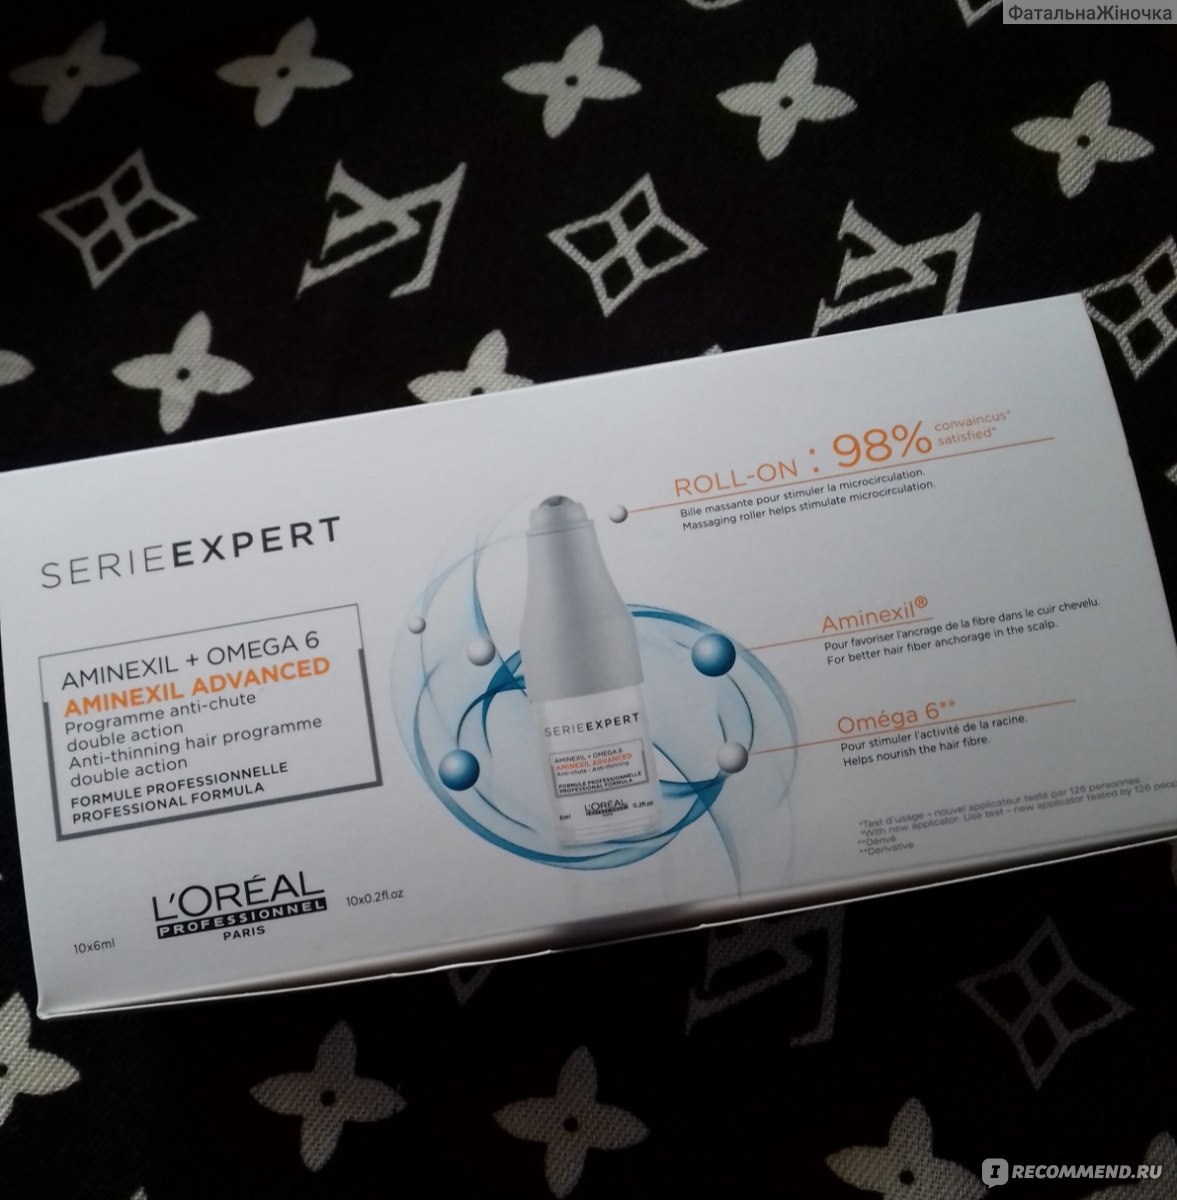 ФатальнаЖіночка
SERIEEXPERT
AMINEXIL + OMEGA 6
AMINEXIL ADVANCED
Programme anti-chute
double action
Anti-thinning hair programme
double action
FORMULE PROFESSIONNELLE
PROFESSIONAL FORMULA
10x6ml
L'ORÉAL
PROFESSIONNEL
PARIS
10x0.2fl.oz
SERIEEXPERT
AMINEXIL + OMEGA 6
AMINEXIL ADVANCED
Anti-chute - Anti-thinning
FORMULE PROFESSIONNELLE
PROFESSIONAL FORMULA
6ml
L'ORÉAL
PROFESSIONNEL
0.2fl.oz
ROLL-ON : 98% convaincus*
satisfied*
Bille massante pour stimuler la microcirculation.
Massaging roller helps stimulate microcirculation.
Aminexil®
Pour favoriser l'ancrage de la fibre dans le cuir chevelu.
For better hair fiber anchorage in the scalp.
Oméga 6**
Pour stimuler l'activité de la racine.
Helps nourish the hair fibre.
*Test d'usage - nouvel applicateur testé par 126 personnes
*With new applicator. Use test - new applicator tested by 126
**Dérivé
**Derivative
IRECOMMEND.RU